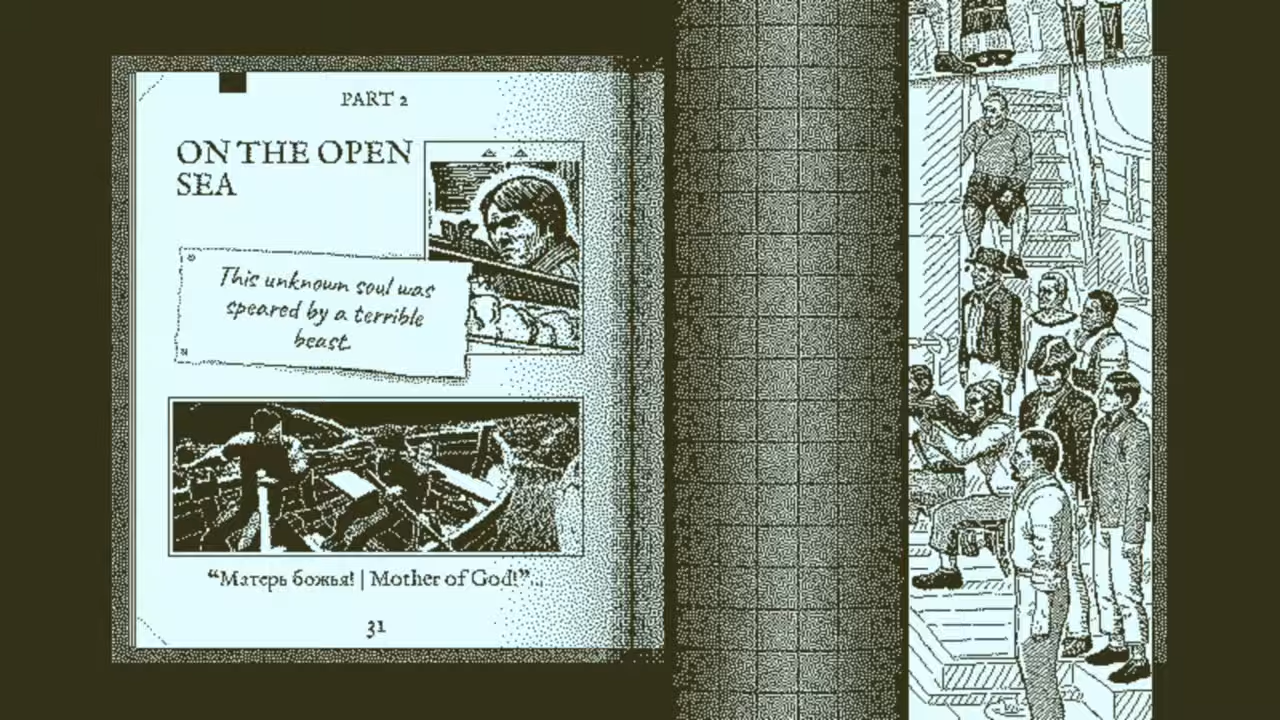 PART 2
ON THE OPEN
SEA
This unknown soul was
speared by a terrible
beast.
“Матерь божья! | Mother of God!”...
31